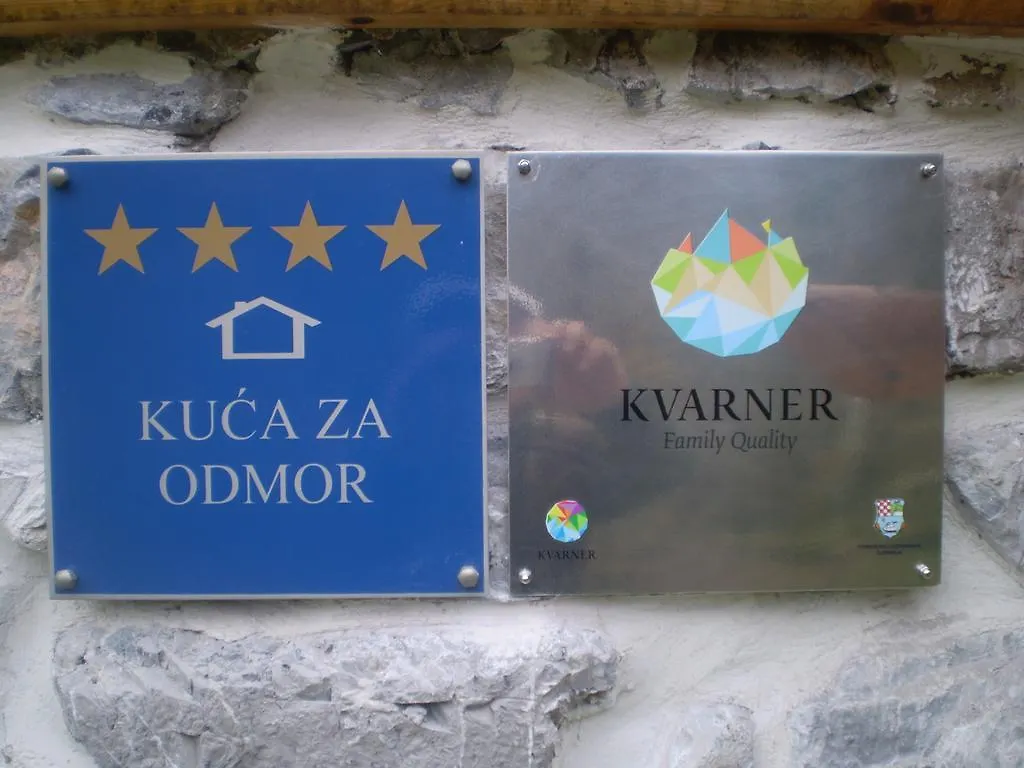 KUĆA ZA
ODMOR
KVARNER
Family Quality
KVARNER